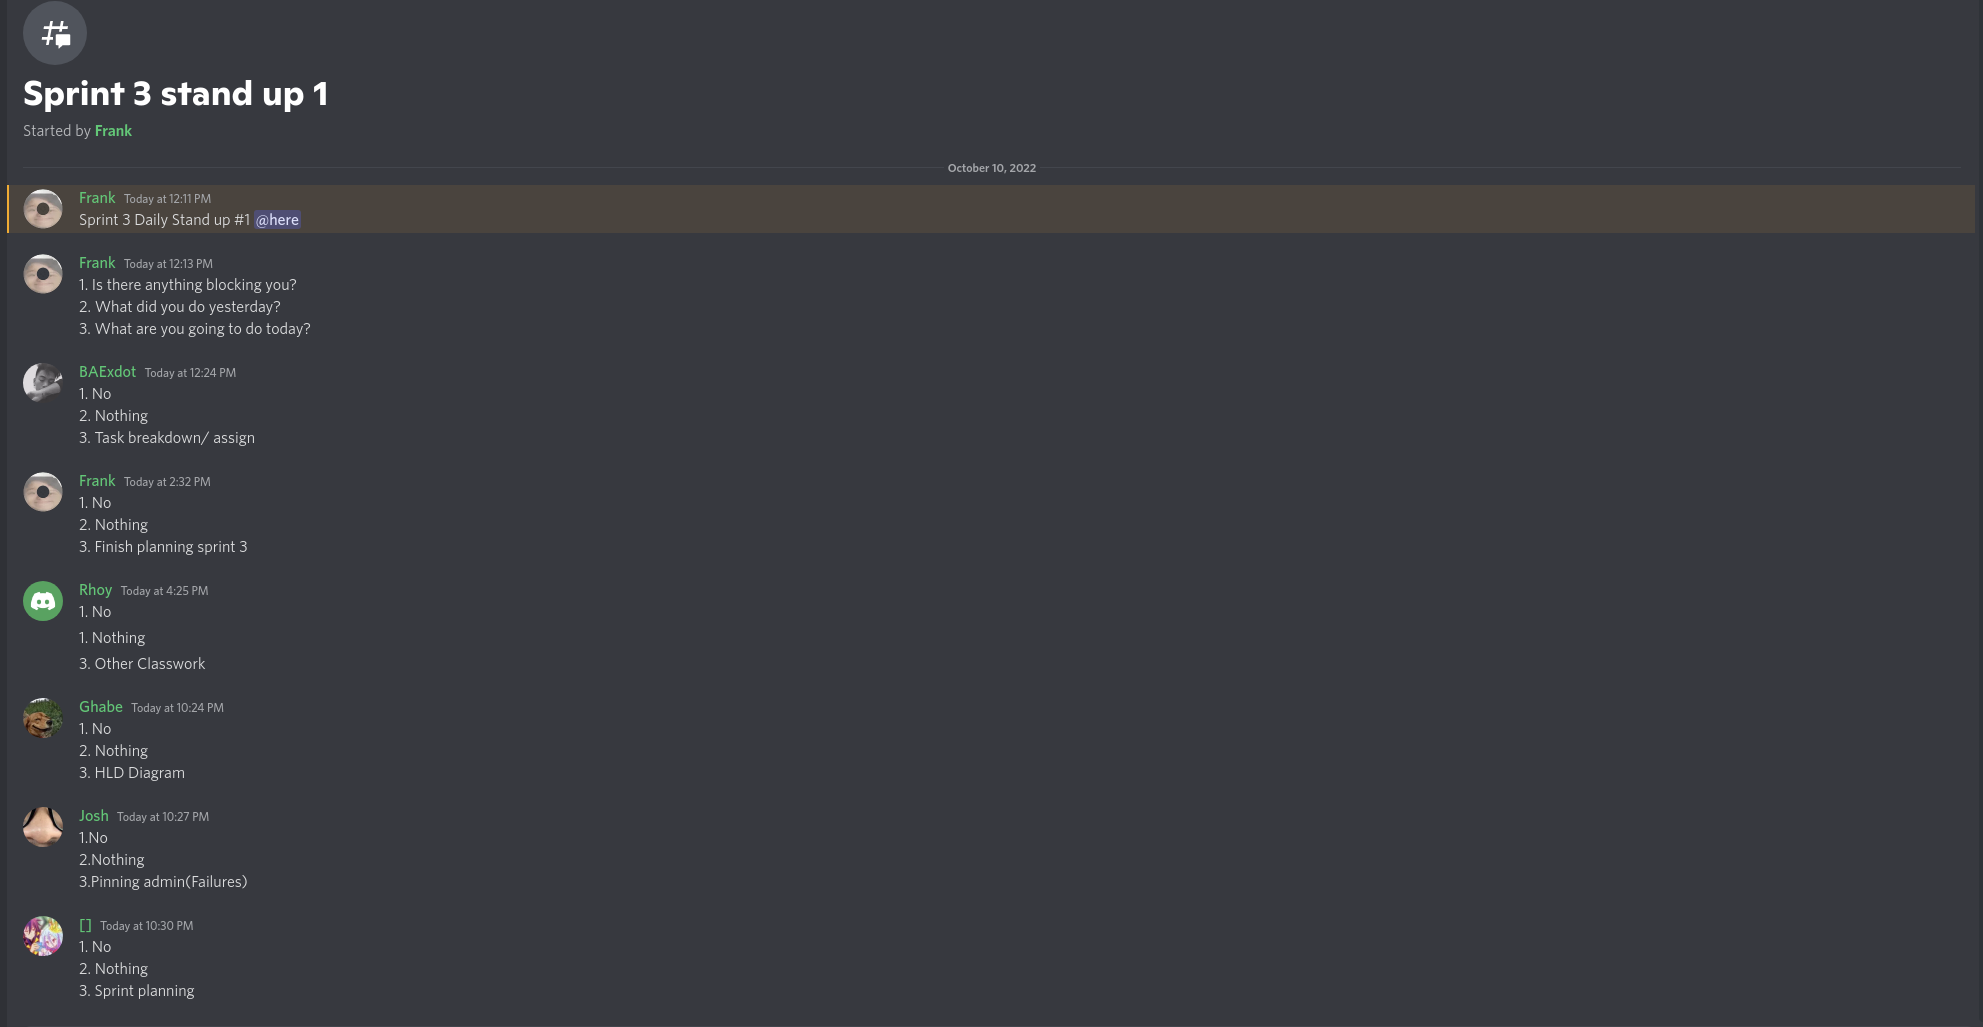 Sprint 3 stand up 1
Started by Frank
October 10, 2022
Frank Today at 12:11 PM
Sprint 3 Daily Stand up #1 @here
Frank Today at 12:13 PM
1. Is there anything blocking you?
2. What did you do yesterday?
3. What are you going to do today?
BAExdot Today at 12:24 PM
1. No
2. Nothing
3. Task breakdown/ assign
Frank Today at 2:32 PM
1. No
2. Nothing
3. Finish planning sprint 3
Rhoy Today at 4:25 PM
1. No
1. Nothing
3. Other Classwork
Ghabe Today at 10:24 PM
1. No
2. Nothing
3. HLD Diagram
Josh Today at 10:27 PM
1.No
2.Nothing
3.Pinning admin(Failures)
[] Today at 10:30 PM
1. No
2. Nothing
3. Sprint planning